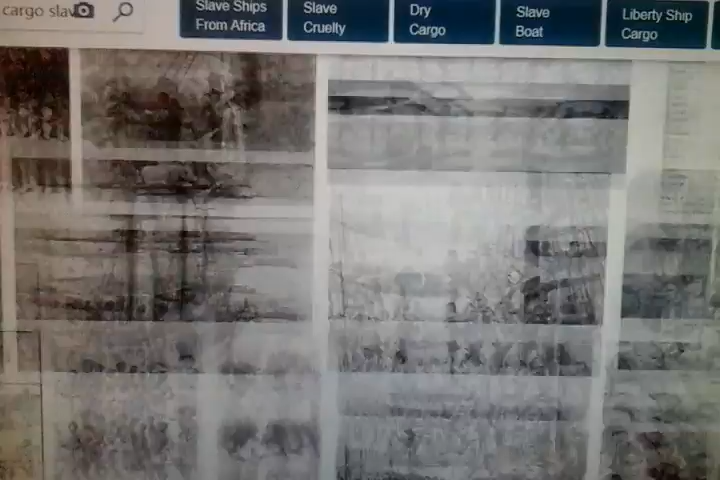 cargo slav
Slave Ships
From Africa
Slave
Cruelty
Dry
Cargo
Slave
Boat
Liberty Ship
Cargo